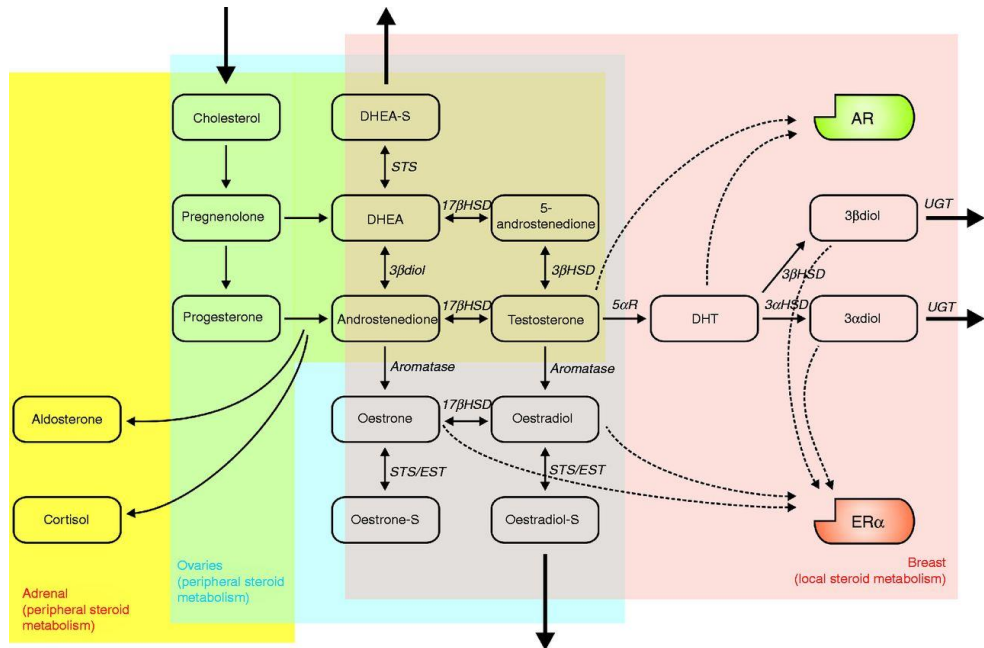 Cholesterol
DHEA-S
AR
STS
Pregnenolone
DHEA
17βHSD
5-
androstenedione
3βdiol
UGT
3βdiol
3βHSD
3βHSD
Progesterone
Androstenedione
17βHSD
Testosterone
5αR
DHT
3αHSD
3αdiol
UGT
Aromatase
Aromatase
Aldosterone
Oestrone
17βHSD
Oestradiol
STS/EST
STS/EST
Cortisol
Oestrone-S
Oestradiol-S
ERα
Ovaries
(peripheral steroid
metabolism)
Breast
(local steroid metabolism)
Adrenal
(peripheral steroid
metabolism)